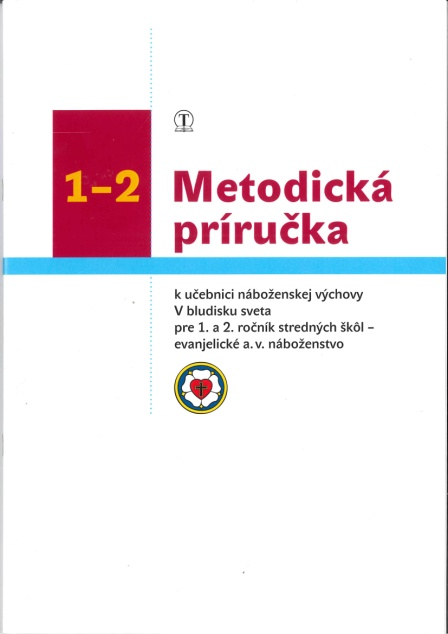 T
1–2
Metodická
príručka
k učebnici náboženskej výchovy
V bludisku sveta
pre 1. a 2. ročník stredných škôl –
evanjelické a. v. náboženstvo